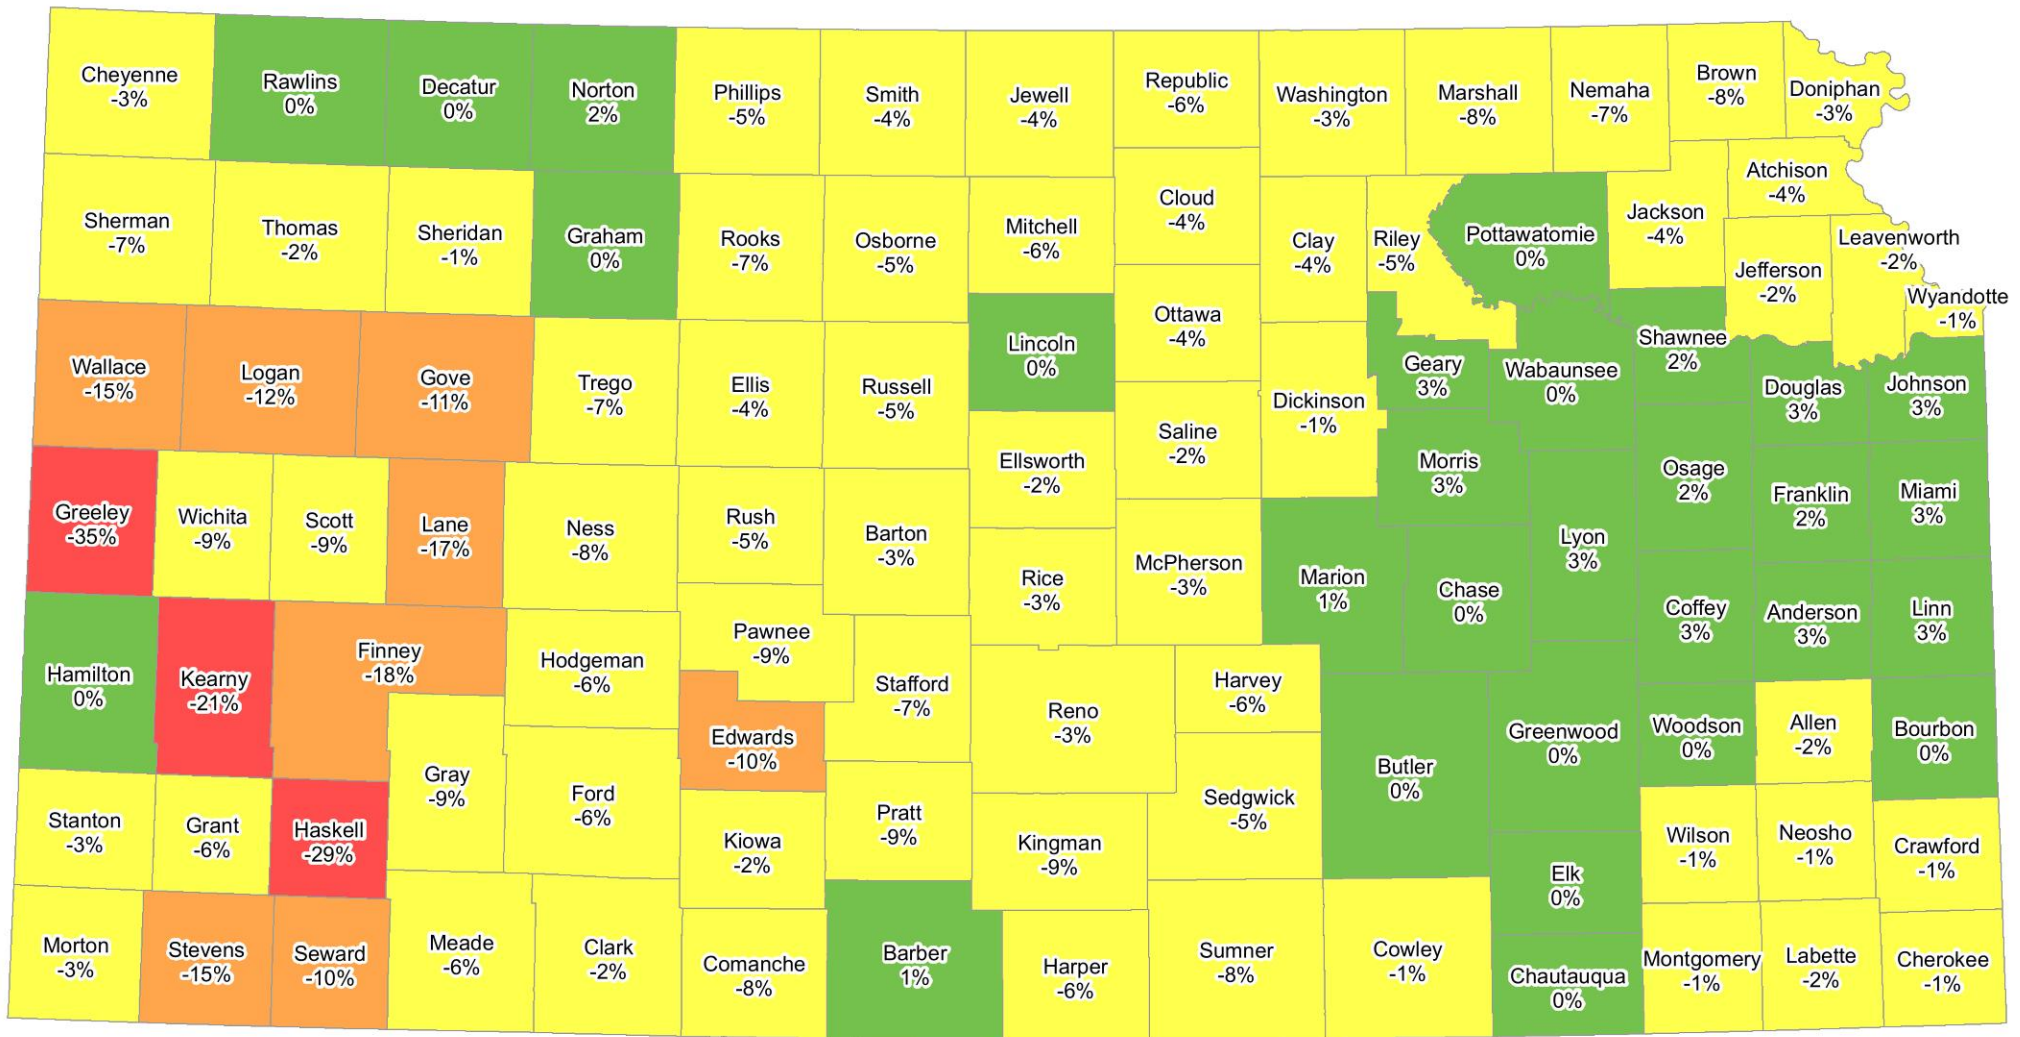 Cheyenne
-3%
Rawlins
0%
Decatur
0%
Norton
2%
Phillips
-5%
Smith
-4%
Jewell
-4%
Republic
-6%
Washington
-3%
Marshall
-8%
Nemaha
-7%
Brown
-8%
Doniphan
-3%
Sherman
-7%
Thomas
-2%
Sheridan
-1%
Graham
0%
Rooks
-7%
Osborne
-5%
Mitchell
-6%
Cloud
-4%
Clay
-4%
Riley
-5%
Pottawatomie
0%
Jackson
-4%
Atchison
-4%
Jefferson
-2%
Leavenworth
-2%
Wyandotte
-1%
Wallace
-15%
Logan
-12%
Gove
-11%
Trego
-7%
Ellis
-4%
Russell
-5%
Lincoln
0%
Ottawa
-4%
Dickinson
-1%
Geary
3%
Wabaunsee
0%
Shawnee
2%
Douglas
3%
Johnson
3%
Greeley
-35%
Wichita
-9%
Scott
-9%
Lane
-17%
Ness
-8%
Rush
-5%
Barton
-3%
Ellsworth
-2%
Saline
-2%
Morris
3%
Osage
2%
Franklin
2%
Miami
3%
Rice
-3%
McPherson
-3%
Marion
1%
Chase
0%
Lyon
3%
Coffey
3%
Anderson
3%
Linn
3%
Hamilton
0%
Kearny
-21%
Finney
-18%
Hodgeman
-6%
Pawnee
-9%
Stafford
-7%
Edwards
-10%
Reno
-3%
Harvey
-6%
Butler
0%
Greenwood
0%
Woodson
0%
Allen
-2%
Bourbon
0%
Stanton
-3%
Grant
-6%
Haskell
-29%
Gray
-9%
Ford
-6%
Kiowa
-2%
Pratt
-9%
Kingman
-9%
Sedgwick
-5%
Elk
0%
Wilson
-1%
Neosho
-1%
Crawford
-1%
Morton
-3%
Stevens
-15%
Seward
-10%
Meade
-6%
Clark
-2%
Comanche
-8%
Barber
1%
Harper
-6%
Sumner
-8%
Cowley
-1%
Chautauqua
0%
Montgomery
-1%
Labette
-2%
Cherokee
-1%